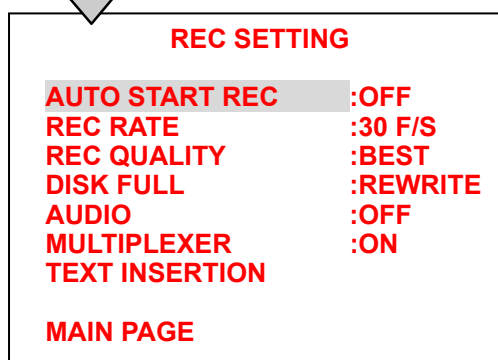 REC SETTING
AUTO START REC :OFF
REC RATE :30 F/S
REC QUALITY :BEST
DISK FULL :REWRITE
AUDIO :OFF
MULTIPLEXER :ON
TEXT INSERTION
MAIN PAGE